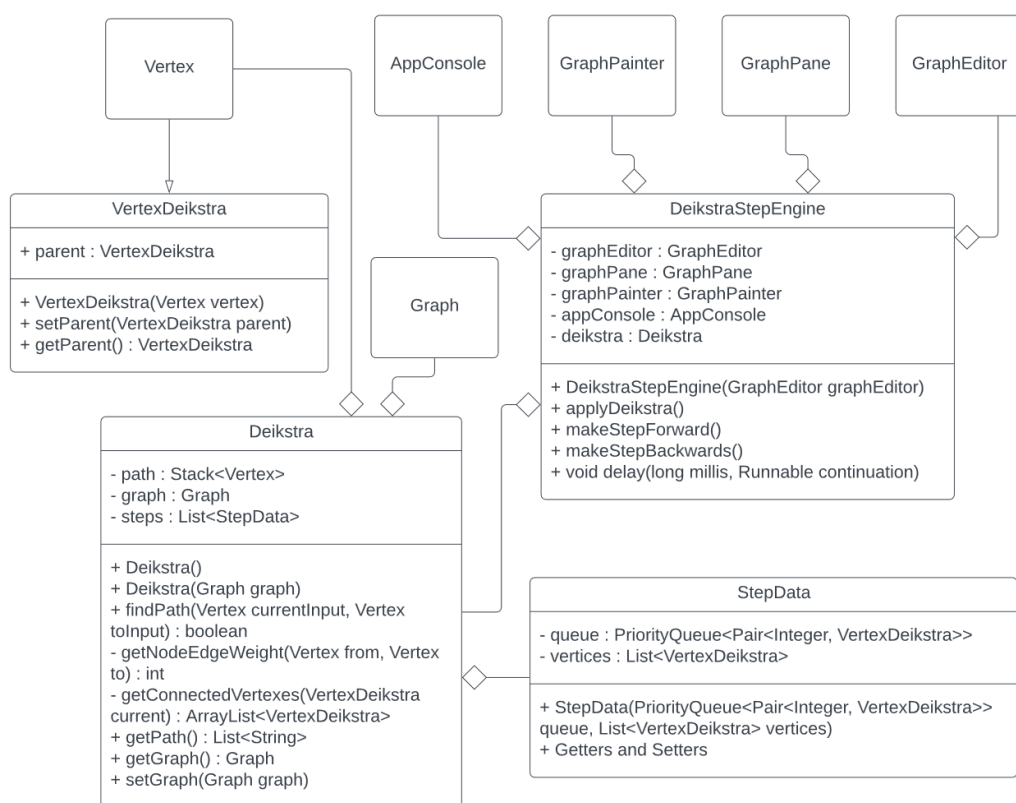 Vertex
AppConsole
GraphPainter
GraphPane
GraphEditor
VertexDeikstra
+ parent : VertexDeikstra
+ VertexDeikstra(Vertex vertex)
+ setParent(VertexDeikstra parent)
+ getParent() : VertexDeikstra
Graph
DeikstraStepEngine
- graphEditor : GraphEditor
- graphPane : GraphPane
- graphPainter : GraphPainter
- appConsole : AppConsole
- deikstra : Deikstra
+ DeikstraStepEngine(GraphEditor graphEditor)
+ applyDeikstra()
+ makeStepForward()
+ makeStepBackwards()
+ void delay(long millis, Runnable continuation)
Deikstra
- path : Stack<Vertex>
- graph : Graph
- steps : List<StepData>
+ Deikstra()
+ Deikstra(Graph graph)
+ findPath(Vertex currentInput, Vertex
toInput) : boolean
- getNodeEdgeWeight(Vertex from, Vertex
to) : int
- getConnectedVertexes(VertexDeikstra
current) : ArrayList<VertexDeikstra>
+ getPath() : List<String>
+ getGraph() : Graph
+ setGraph(Graph graph)
StepData
- queue : PriorityQueue<Pair<Integer, VertexDeikstra>>
- vertices : List<VertexDeikstra>
+ StepData(PriorityQueue<Pair<Integer, VertexDeikstra>>
queue, List<VertexDeikstra> vertices)
+ Getters and Setters